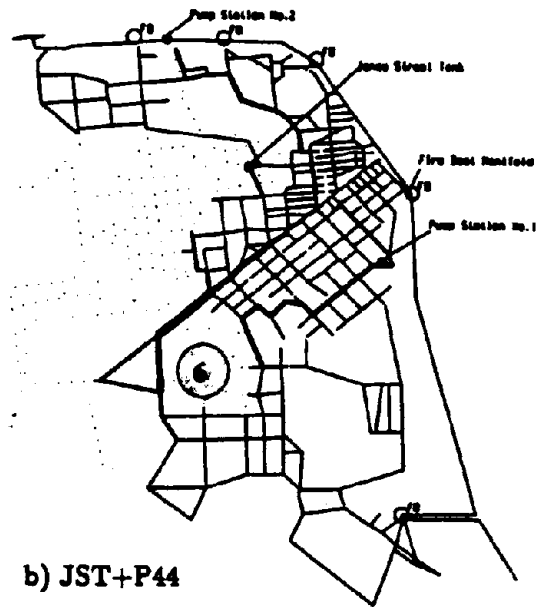 Pump Station No.2
FB
FB
FB
Jones Street Tank
Fire Boat Manifold
FB
Pump Station No.1
FB
b) JST+P44